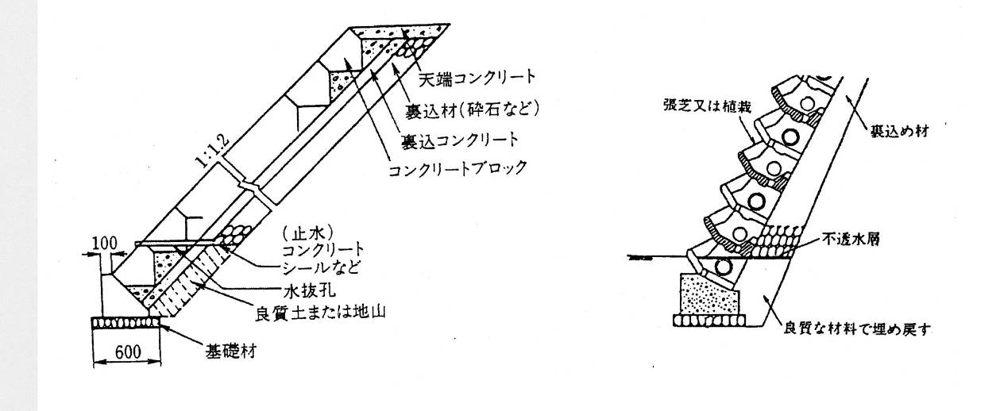 天端コンクリート
裏込材(砕石など)
裏込コンクリート
コンクリートブロック
1:1.2
100
(止水)
コンクリート
シールなど
水抜孔
良質土または地山
基礎材
600
張芝又は植栽
裏込め材
不透水層
良質な材料で埋め戻す